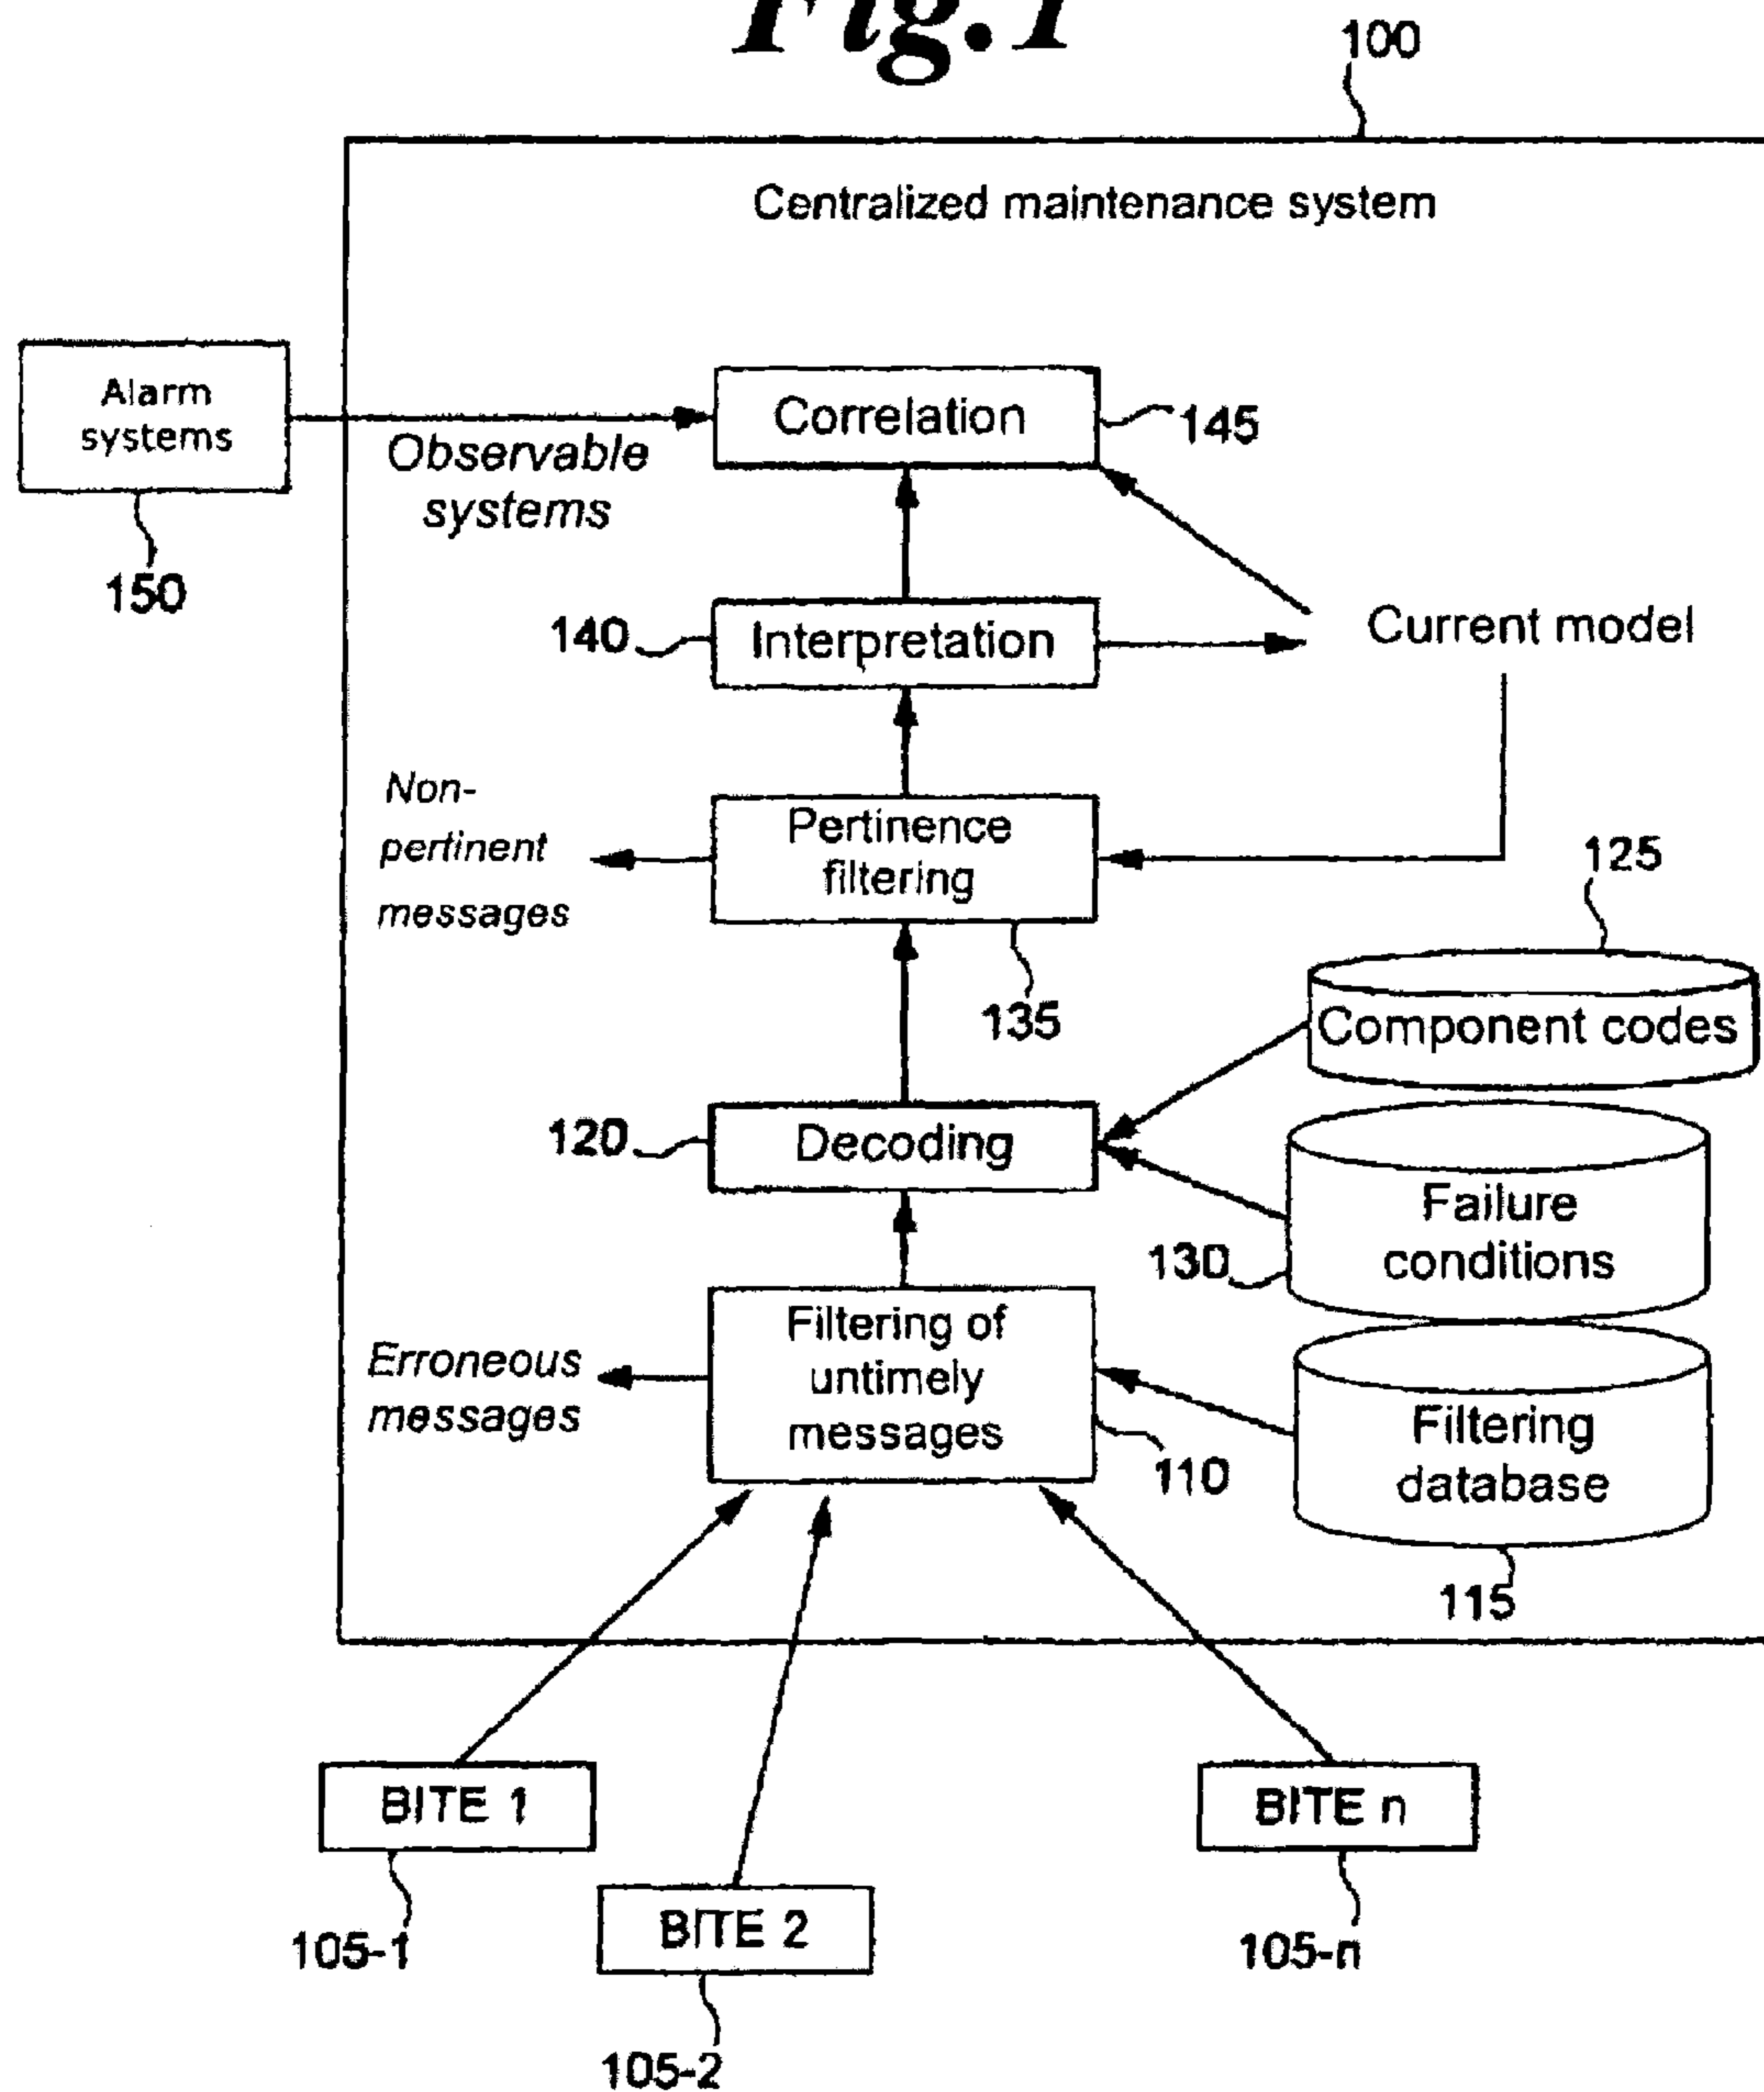 Fig.1
100
Centralized maintenance system
Alarm
systems
150
Observable
systems
Correlation
145
140
Interpretation
Current model
Non-
pertinent
messages
Pertinence
filtering
135
125
Component codes
120
Decoding
Failure
conditions
130
Erroneous
messages
Filtering of
untimely
messages
110
Filtering
database
115
BITE 1
105-1
BITE 2
105-2
BITE n
105-n